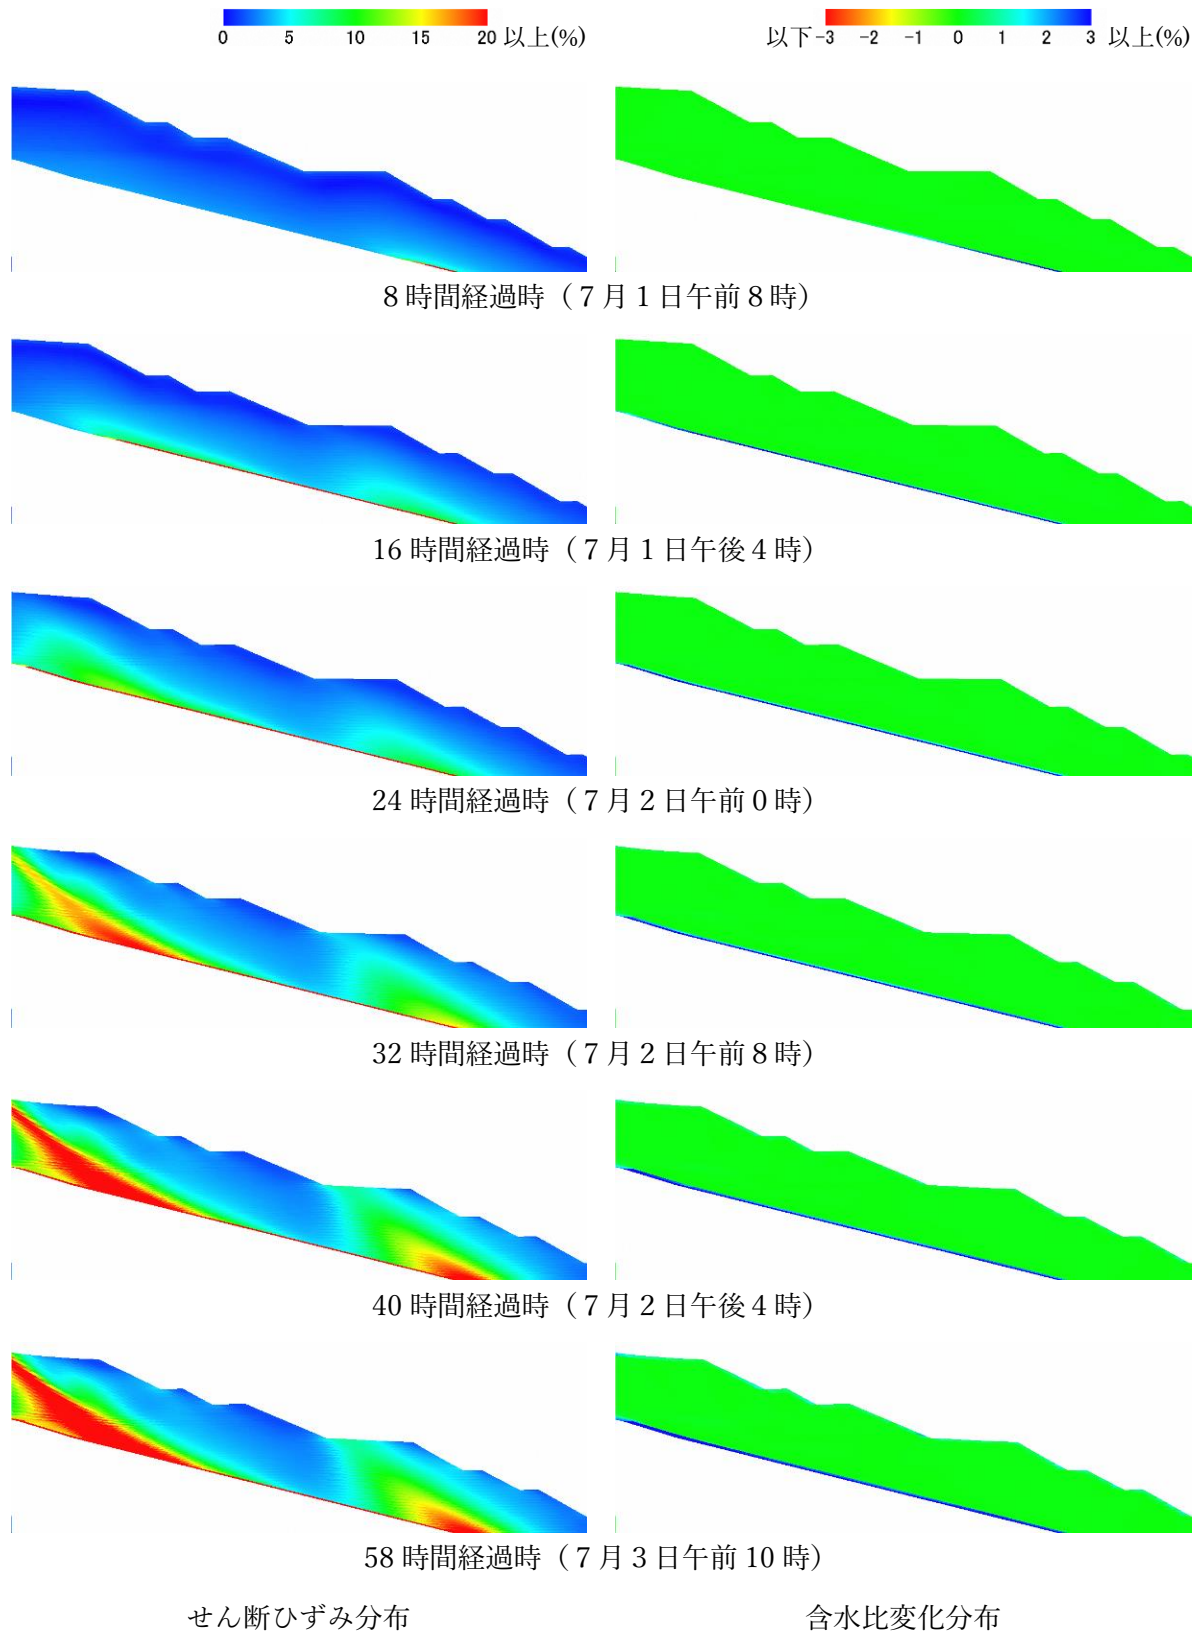 0 5 10 15 20 以上(%)
以下 -3 -2 -1 0 1 2 3 以上(%)
8 時間経過時（７月１日午前８時）
16 時間経過時（７月１日午後４時）
24 時間経過時（７月２日午前０時）
32 時間経過時（７月２日午前８時）
40 時間経過時（７月２日午後４時）
58 時間経過時（７月３日午前 10 時）
せん断ひずみ分布
含水比変化分布